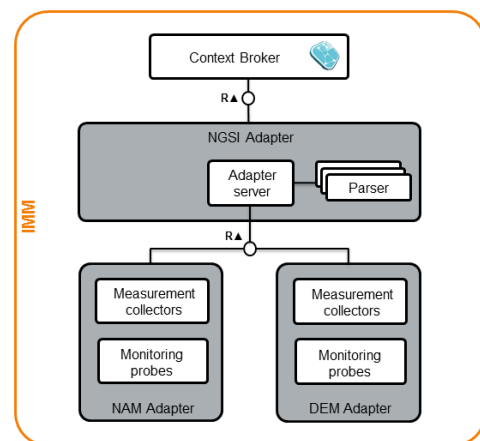 Context Broker
R▲
NGSI Adapter
Adapter
server
Parser
IMM
R▲
Measurement
collectors
Monitoring
probes
NAM Adapter
Measurement
collectors
Monitoring
probes
DEM Adapter